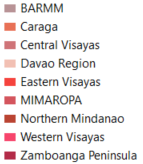 BARMM
Caraga
Central Visayas
Davao Region
Eastern Visayas
MIMAROPA
Northern Mindanao
Western Visayas
Zamboanga Peninsula